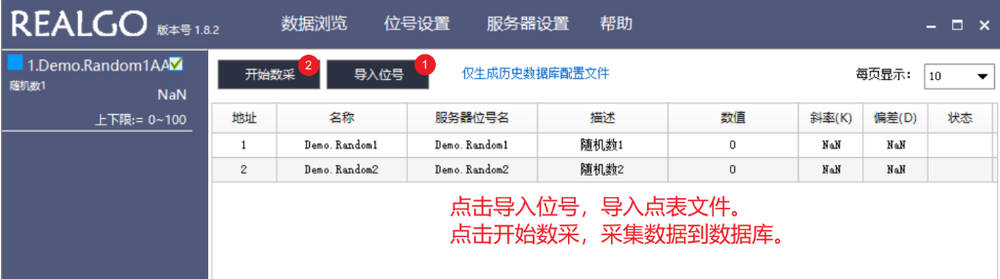 REALGO 版本号 1.8.2 数据浏览 位号设置 服务器设置 帮助
1.Demo.Random1AA
随机数1
NaN
上下限:= 0~100
开始数采 2 导入位号 1 仅生成历史数据库配置文件 每页显示： 10
地址 名称 服务器位号名 描述 数值 斜率(K) 偏差(D) 状态
1 Demo.Random1 Demo.Random1 随机数1 0 NaN NaN
2 Demo.Random2 Demo.Random2 随机数2 0 NaN NaN
点击导入位号，导入点表文件。
点击开始数采，采集数据到数据库。